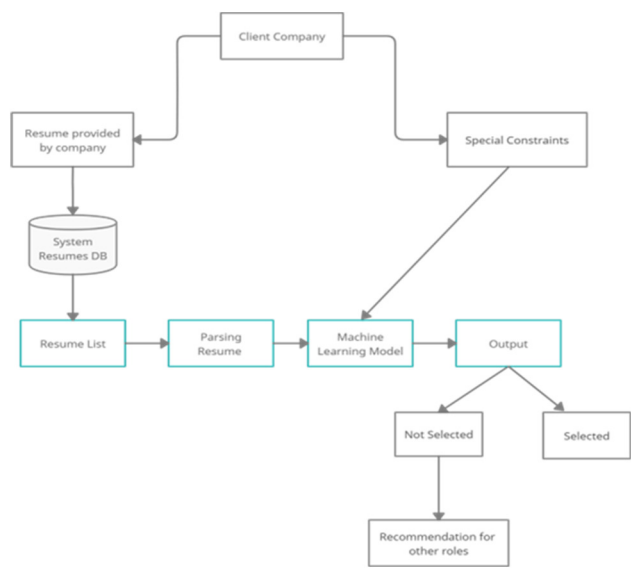 Client Company
Resume provided
by company
Special Constraints
System
Resumes DB
Resume List
Parsing
Resume
Machine
Learning Model
Output
Not Selected
Selected
Recommendation for
other roles